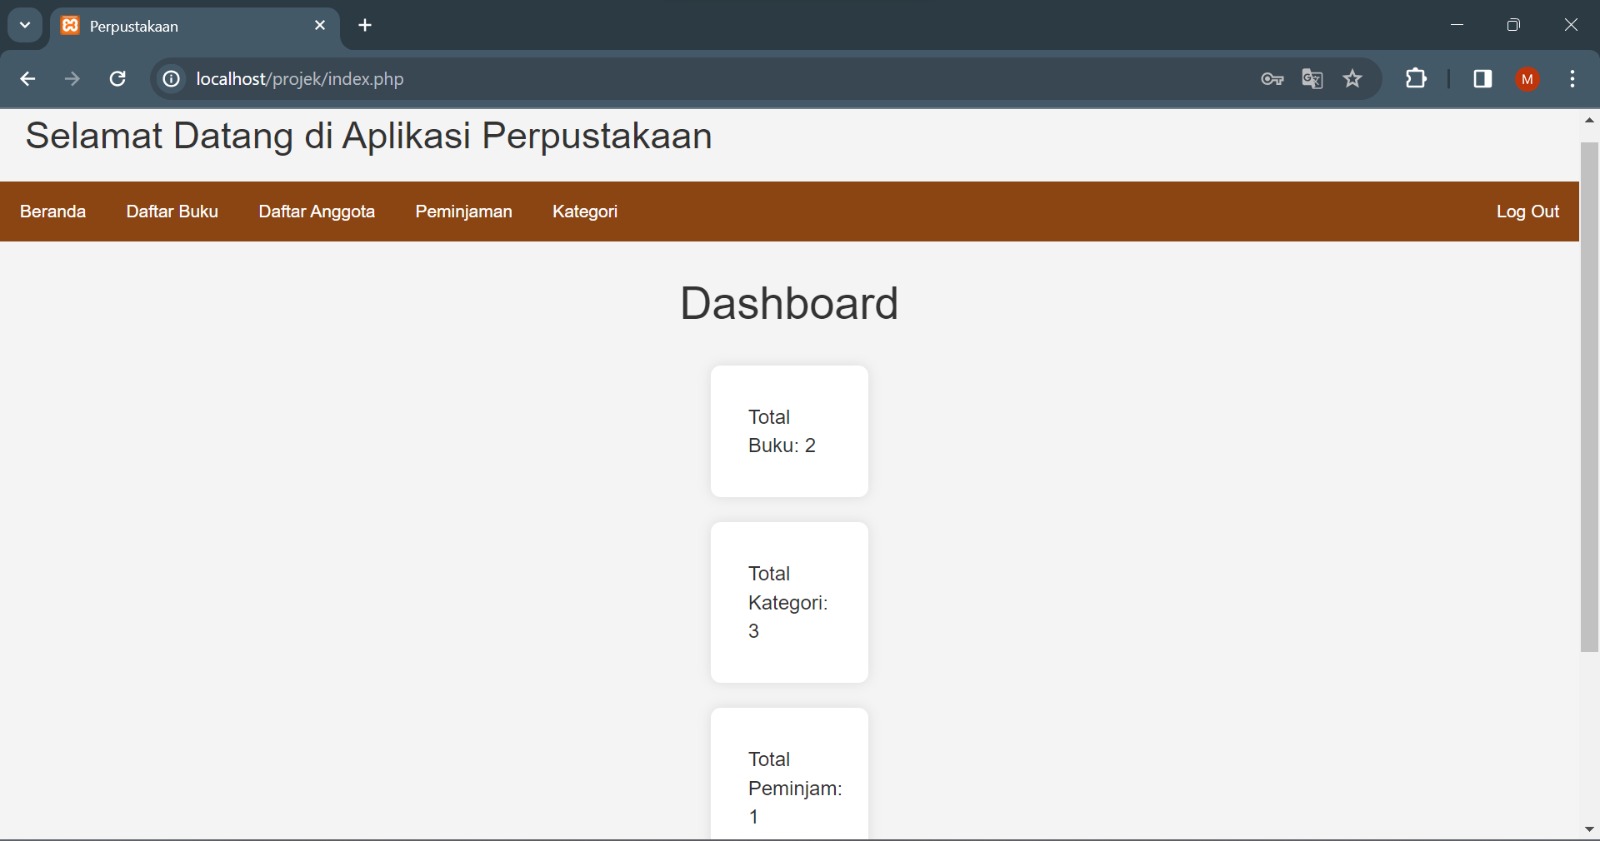 Perpustakaan
localhost/projek/index.php
M
Selamat Datang di Aplikasi Perpustakaan
Beranda Daftar Buku Daftar Anggota Peminjaman Kategori Log Out
Dashboard
Total
Buku: 2
Total
Kategori:
3
Total
Peminjam:
1